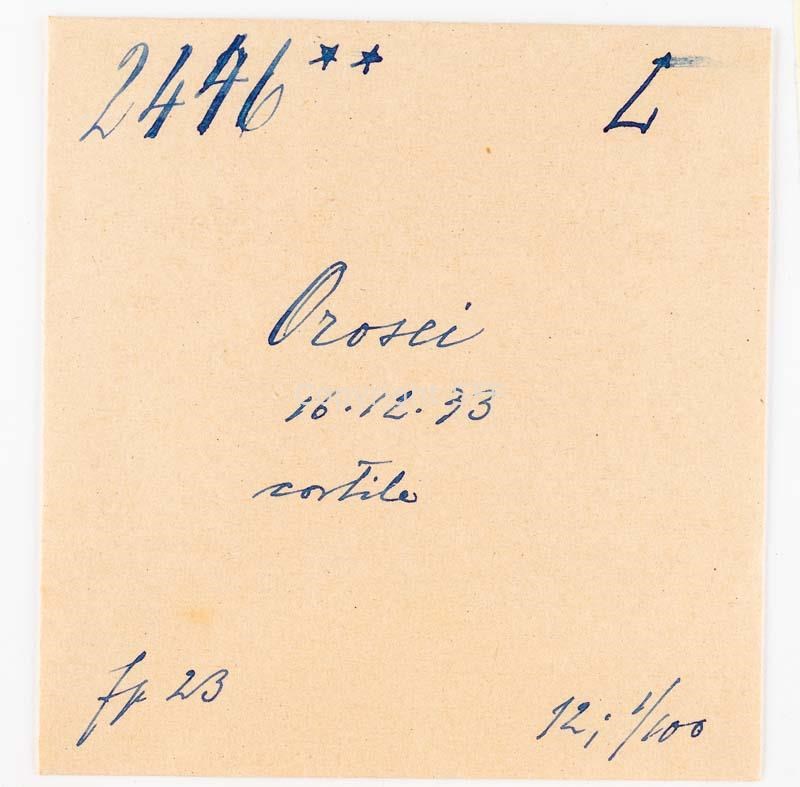 2446** L
Orosei
16.12.33
cortile
fp 23
12; 1/100